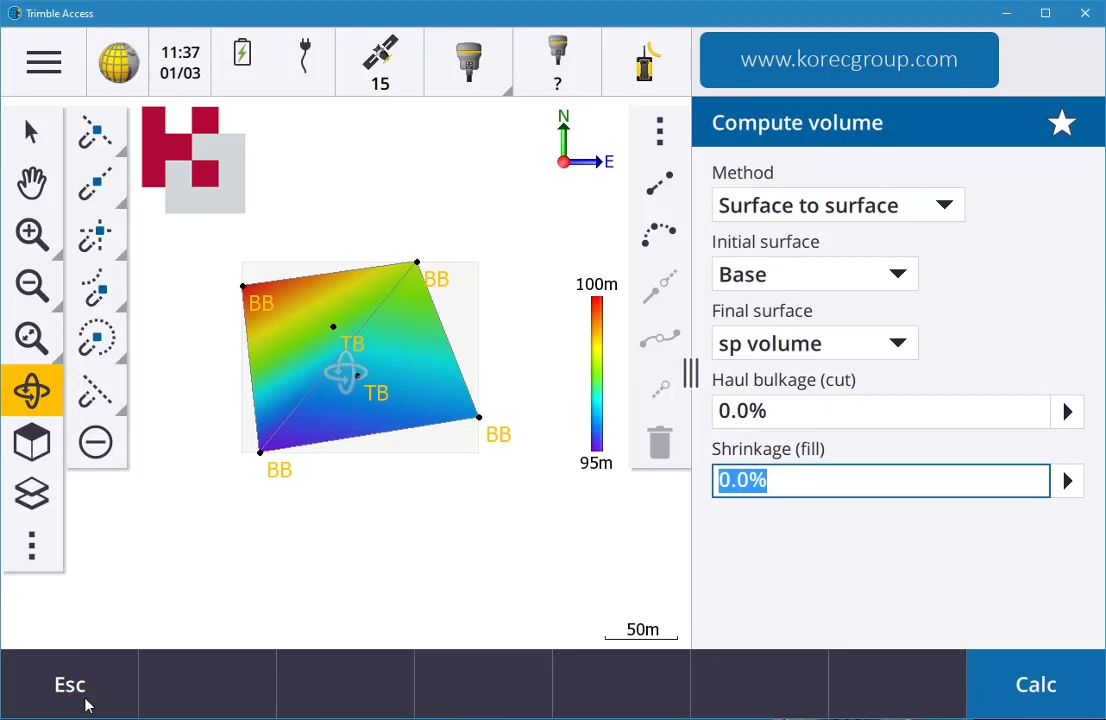 Trimble Access
11:37
01/03
15
?
www.korecgroup.com
Compute volume
Method
Surface to surface
Initial surface
Base
Final surface
sp volume
Haul bulkage (cut)
0.0%
Shrinkage (fill)
0.0%
N
E
BB
BB
TB
TB
BB
BB
100m
95m
50m
Esc
Calc